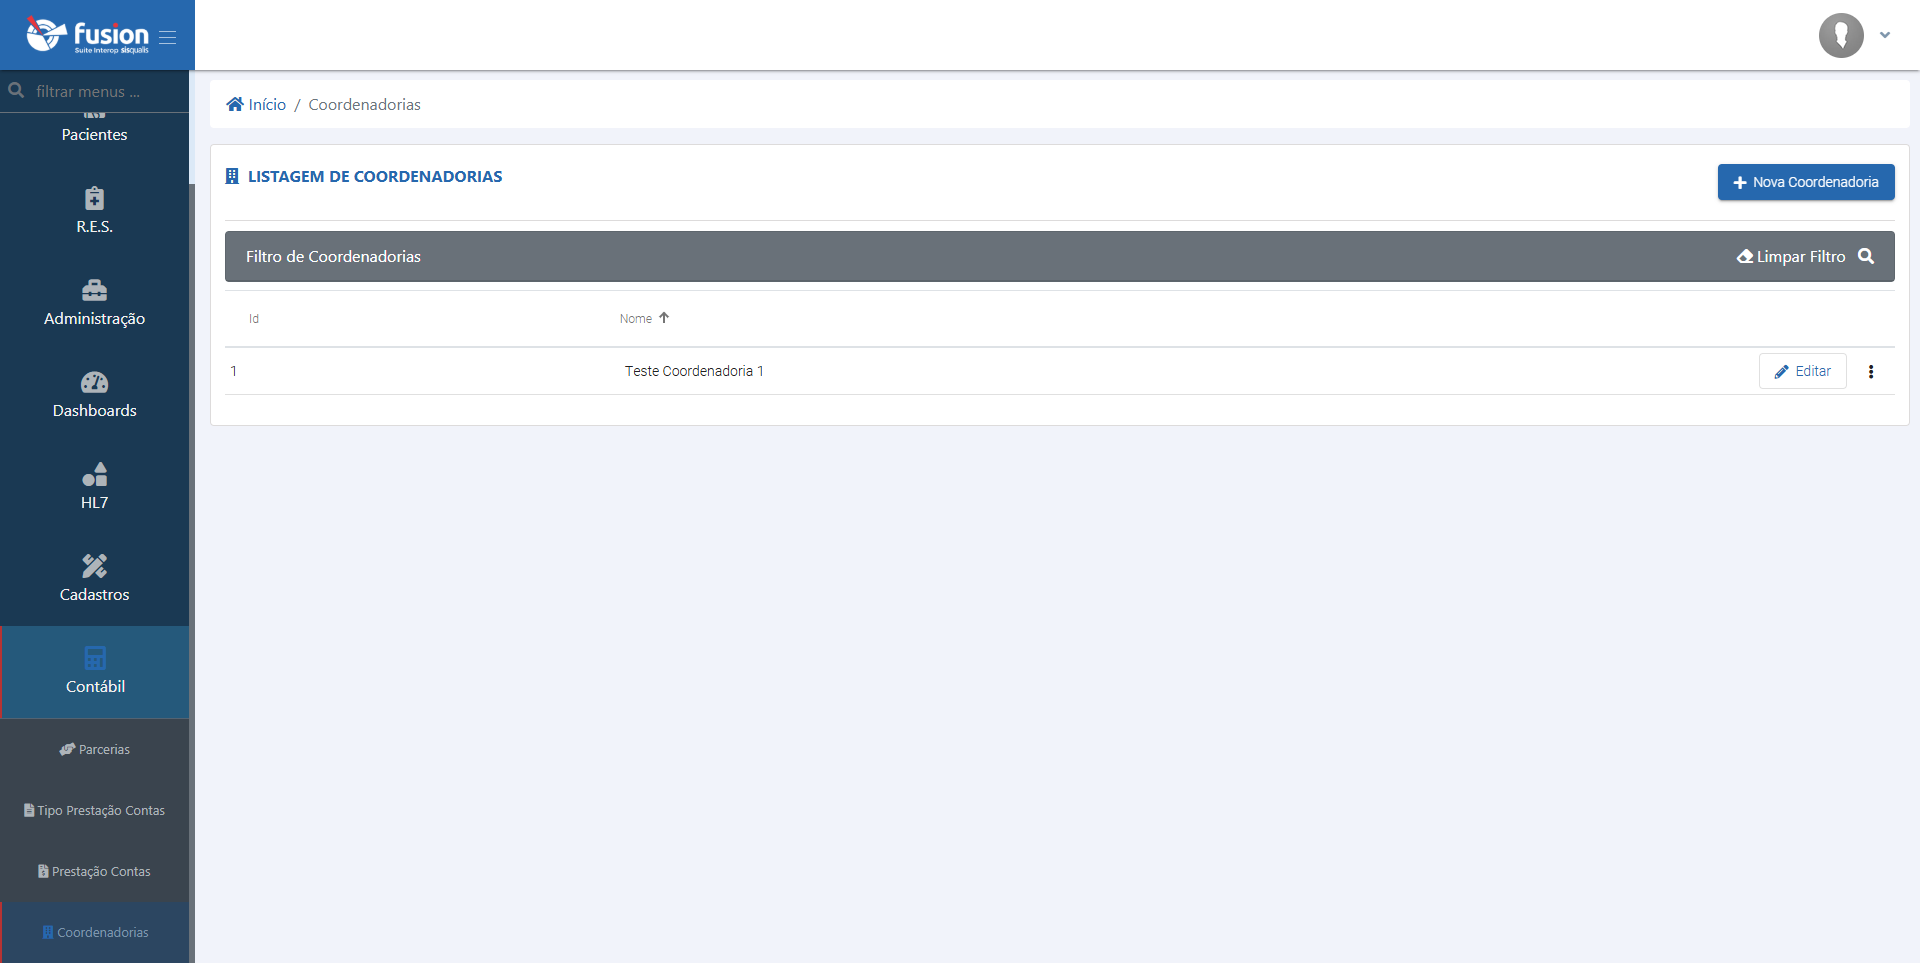 fusion
Suite Interop sisqualis
filtrar menus ...
Pacientes
R.E.S.
Administração
Dashboards
HL7
Cadastros
Contábil
Parcerias
Tipo Prestação Contas
Prestação Contas
Coordenadorias
Início / Coordenadorias
LISTAGEM DE COORDENADORIAS
Nova Coordenadoria
Filtro de Coordenadorias
Limpar Filtro
Id Nome
1 Teste Coordenadoria 1 Editar